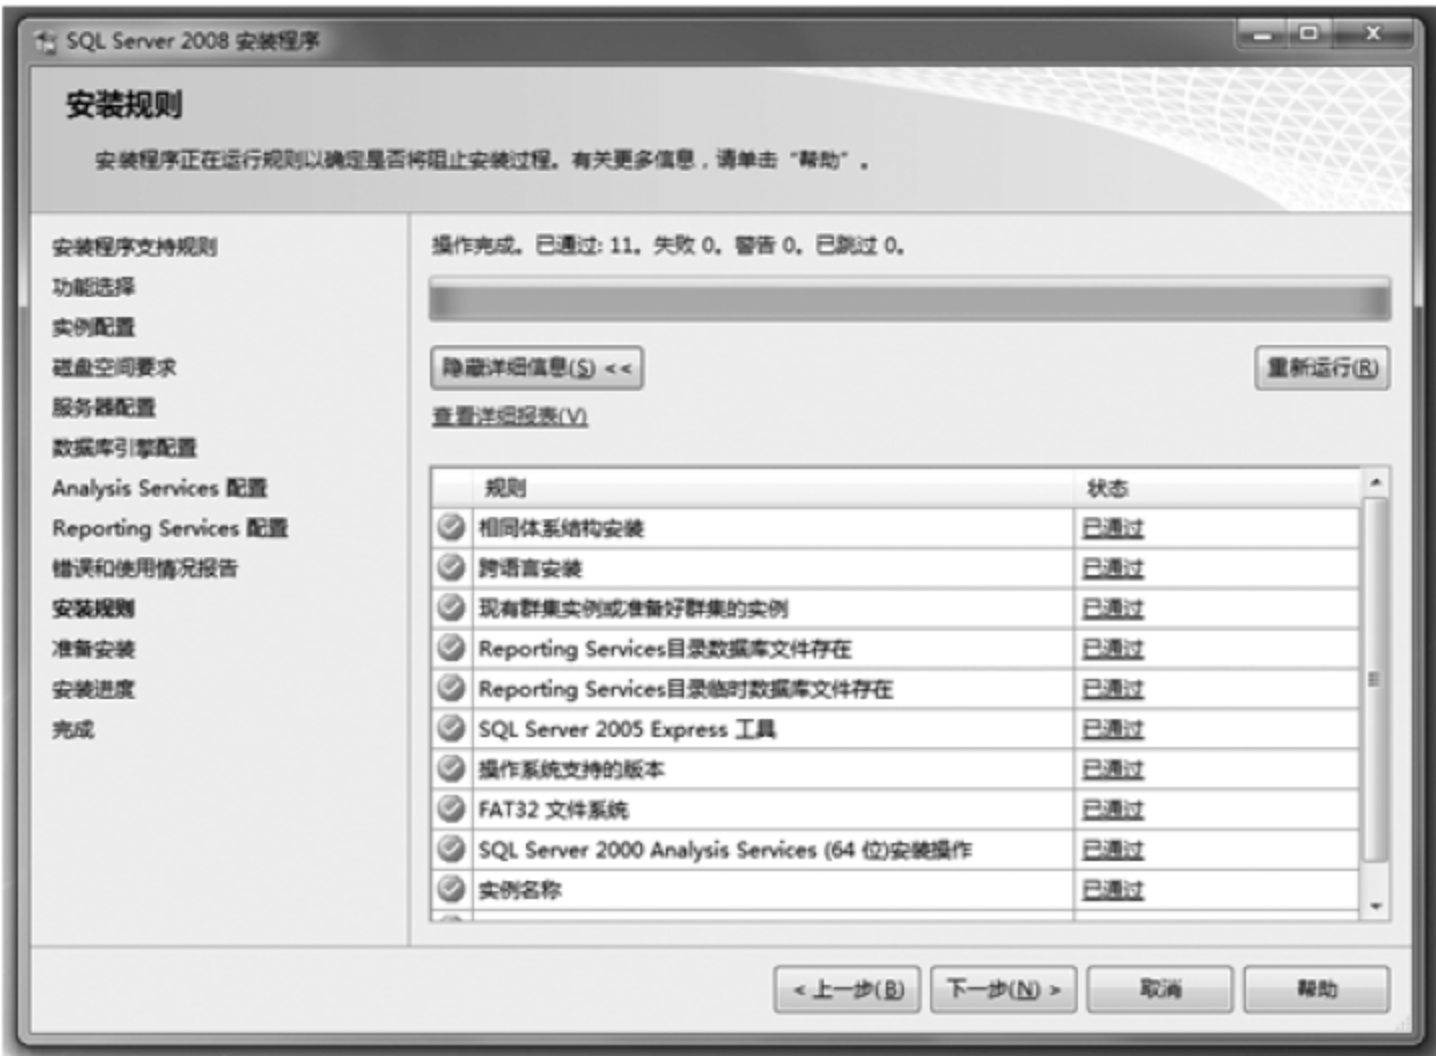 SQL Server 2008 安装程序
安装规则
安装程序正在运行规则以确定是否将阻止安装过程。有关更多信息，请单击“帮助”。
安装程序支持规则
功能选择
实例配置
磁盘空间要求
服务器配置
数据库引擎配置
Analysis Services 配置
Reporting Services 配置
错误和使用情况报告
安装规则
准备安装
安装进度
完成
操作完成。已通过: 11。失败 0。警告 0。已跳过 0。
隐藏详细信息(S) <<
重新运行(R)
查看详细报表(V)
规则 状态
相同体系结构安装 已通过
跨语言安装 已通过
现有群集实例或准备好群集的实例 已通过
Reporting Services目录数据库文件存在 已通过
Reporting Services目录临时数据库文件存在 已通过
SQL Server 2005 Express 工具 已通过
操作系统支持的版本 已通过
FAT32 文件系统 已通过
SQL Server 2000 Analysis Services (64 位)安装操作 已通过
实例名称 已通过
< 上一步(B) 下一步(N) > 取消 帮助